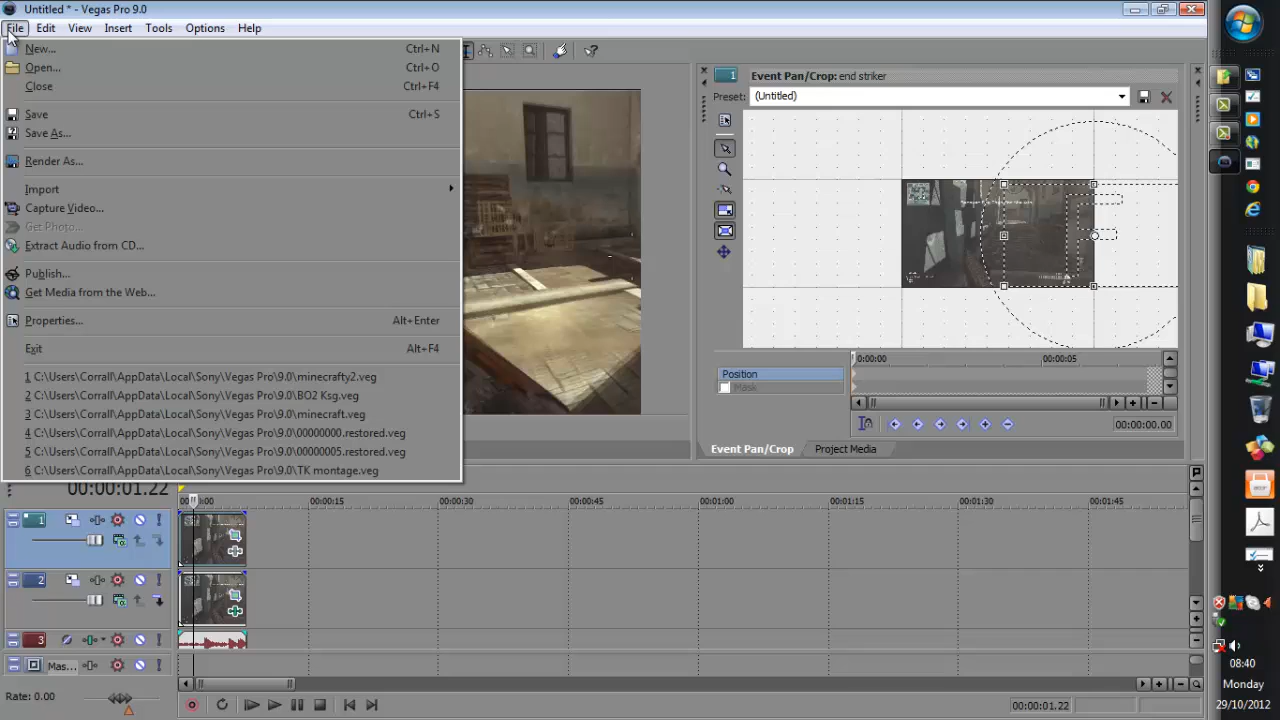 Untitled * - Vegas Pro 9.0
File Edit View Insert Tools Options Help
New... Ctrl+N
Open... Ctrl+O
Close Ctrl+F4
Save Ctrl+S
Save As...
Render As...
Import
Capture Video...
Get Photo...
Extract Audio from CD...
Publish...
Get Media from the Web...
Properties... Alt+Enter
Exit Alt+F4
1 C:\Users\Corrall\AppData\Local\Sony\Vegas Pro\9.0\minecrafty2.veg
2 C:\Users\Corrall\AppData\Local\Sony\Vegas Pro\9.0\BO2 Ksg.veg
3 C:\Users\Corrall\AppData\Local\Sony\Vegas Pro\9.0\minecraft.veg
4 C:\Users\Corrall\AppData\Local\Sony\Vegas Pro\9.0\00000000.restored.veg
5 C:\Users\Corrall\AppData\Local\Sony\Vegas Pro\9.0\00000005.restored.veg
6 C:\Users\Corrall\AppData\Local\Sony\Vegas Pro\9.0\TK montage.veg
1 Event Pan/Crop: end striker
Preset: (Untitled)
0:00:00 00:00:05
Position
Mask
00:00:00.00
Event Pan/Crop Project Media
00:00:01.22
00:00:15 00:00:30 00:00:45 00:01:00 00:01:15 00:01:30 00:01:45
1
2
3
Mas...
Rate: 0.00
00:00:01.22
08:40
Monday
29/10/2012